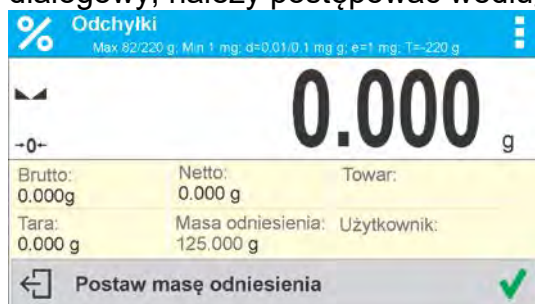 dialogowy, należy postępować według
Odchyłki
Max 82/220 g; Min 1 mg; d=0.01/0.1 mg g; e=1 mg; T=-220 g
0.000 g
→0←
Brutto: Netto: Towar:
0.000g 0.000 g
Tara: Masa odniesienia: Użytkownik:
0.000 g 125.000 g
Postaw masę odniesienia